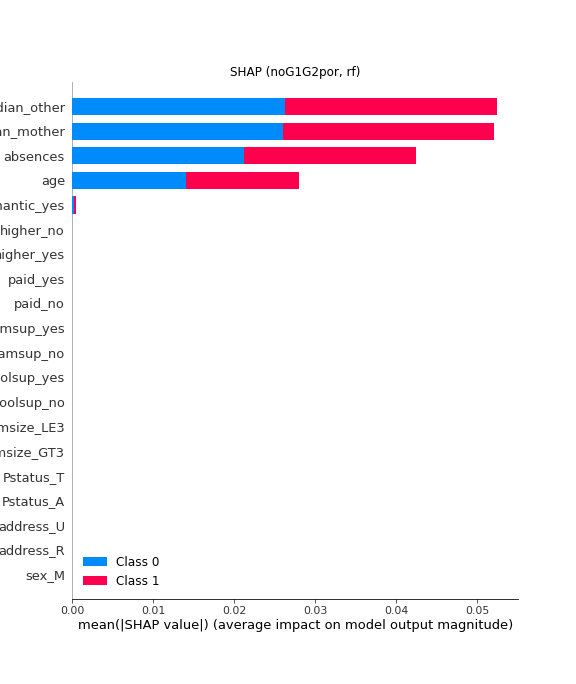 SHAP (noG1G2por, rf)
dian_other
an_mother
absences
age
nantic_yes
higher_no
higher_yes
paid_yes
paid_no
msup_yes
amsup_no
olsup_yes
oolsup_no
msize_LE3
msize_GT3
Pstatus_T
Pstatus_A
address_U
address_R
sex_M
Class 0
Class 1
0.00 0.01 0.02 0.03 0.04 0.05
mean(|SHAP value|) (average impact on model output magnitude)